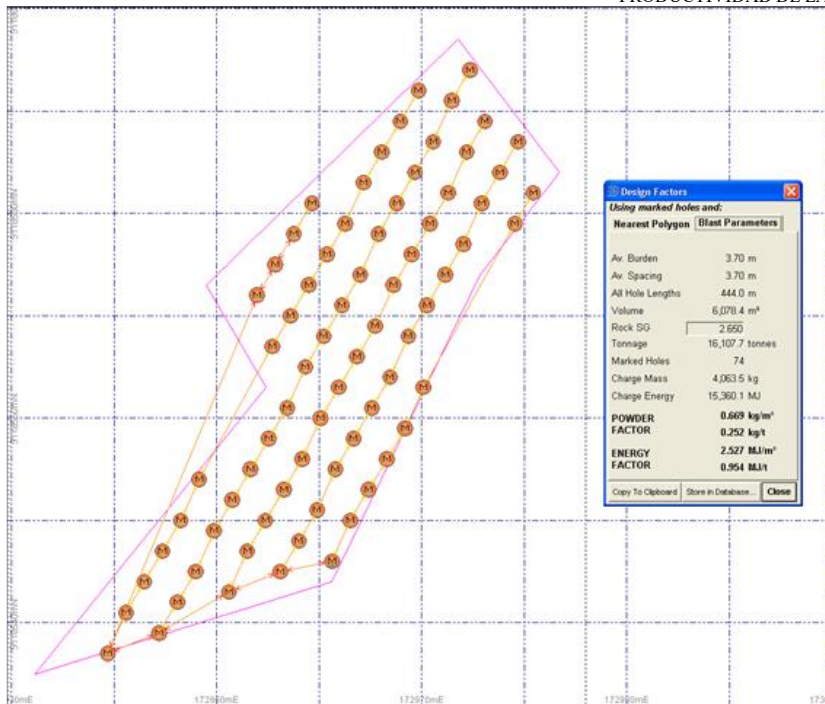 PRODUCTIVIDAD DE LA
Design Factors
Using marked holes and:
Nearest Polygon Blast Parameters
Av. Burden 3.70 m
Av. Spacing 3.70 m
All Hole Lengths 444.0 m
Volume 6,078.4 m³
Rock SG 2.650
Tonnage 16,107.7 tonnes
Marked Holes 74
Charge Mass 4,063.5 kg
Charge Energy 15,360.1 MJ
POWDER FACTOR 0.669 kg/m³
0.252 kg/t
ENERGY FACTOR 2.527 MJ/m³
0.954 MJ/t
Copy To Clipboard Store in Database... Close
172970mE